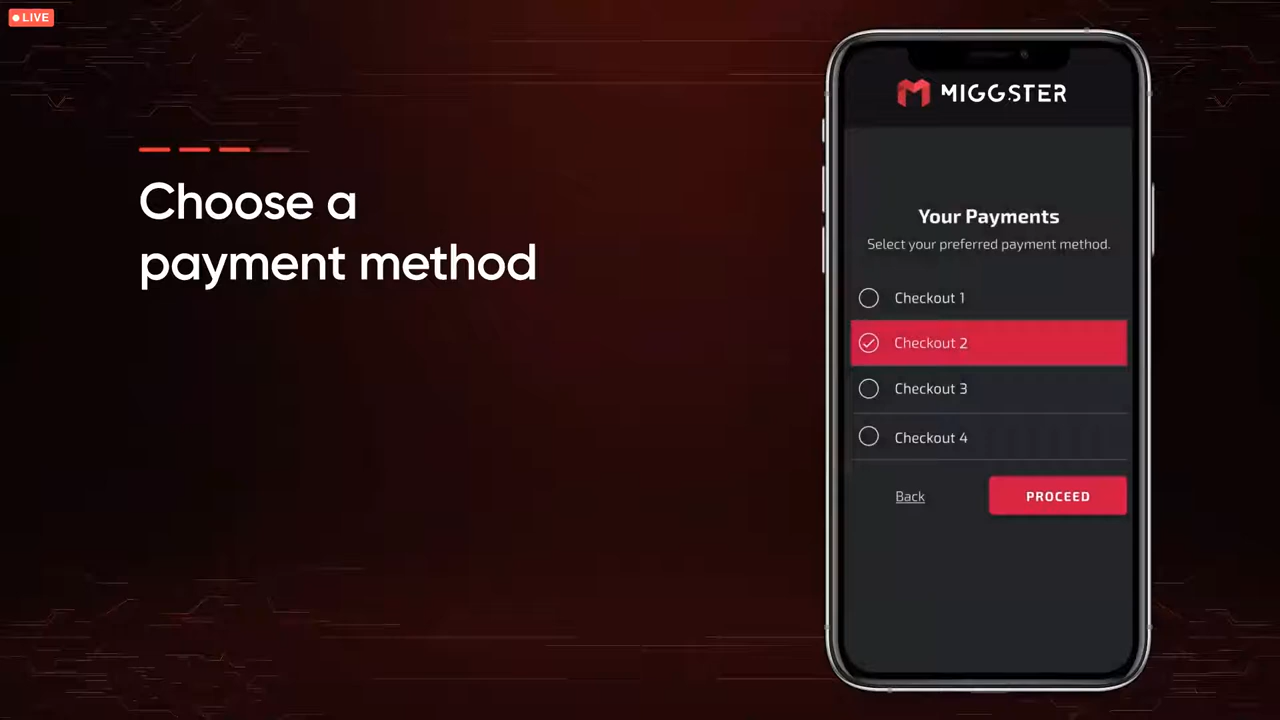 LIVE
Choose a
payment method
MIGGSTER
Your Payments
Select your preferred payment method.
Checkout 1
Checkout 2
Checkout 3
Checkout 4
Back
PROCEED